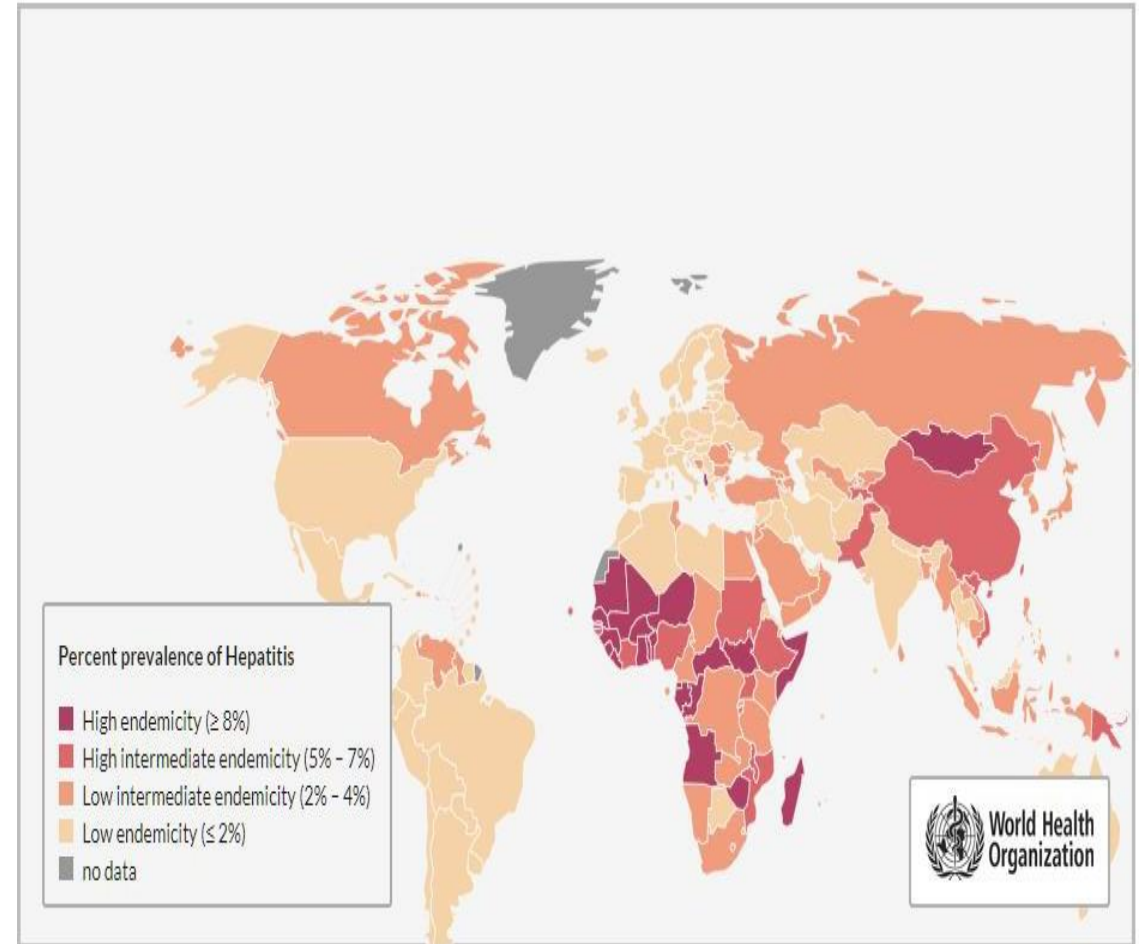 Percent prevalence of Hepatitis
High endemicity (≥ 8%)
High intermediate endemicity (5% – 7%)
Low intermediate endemicity (2% – 4%)
Low endemicity (≤ 2%)
no data
World Health
Organization